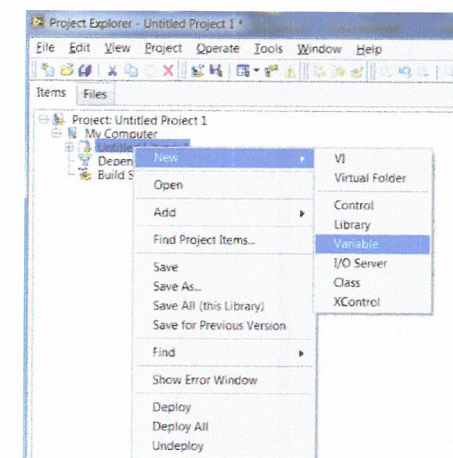 Project Explorer - Untitled Project 1 *
File Edit View Project Operate Tools Window Help
Items Files
Project: Untitled Project 1
My Computer
Untitled
Depen
Build S
New
Open
Add
Find Project Items...
Save
Save As...
Save All (this Library)
Save for Previous Version
Find
Show Error Window
Deploy
Deploy All
Undeploy
VI
Virtual Folder
Control
Library
Variable
I/O Server
Class
XControl